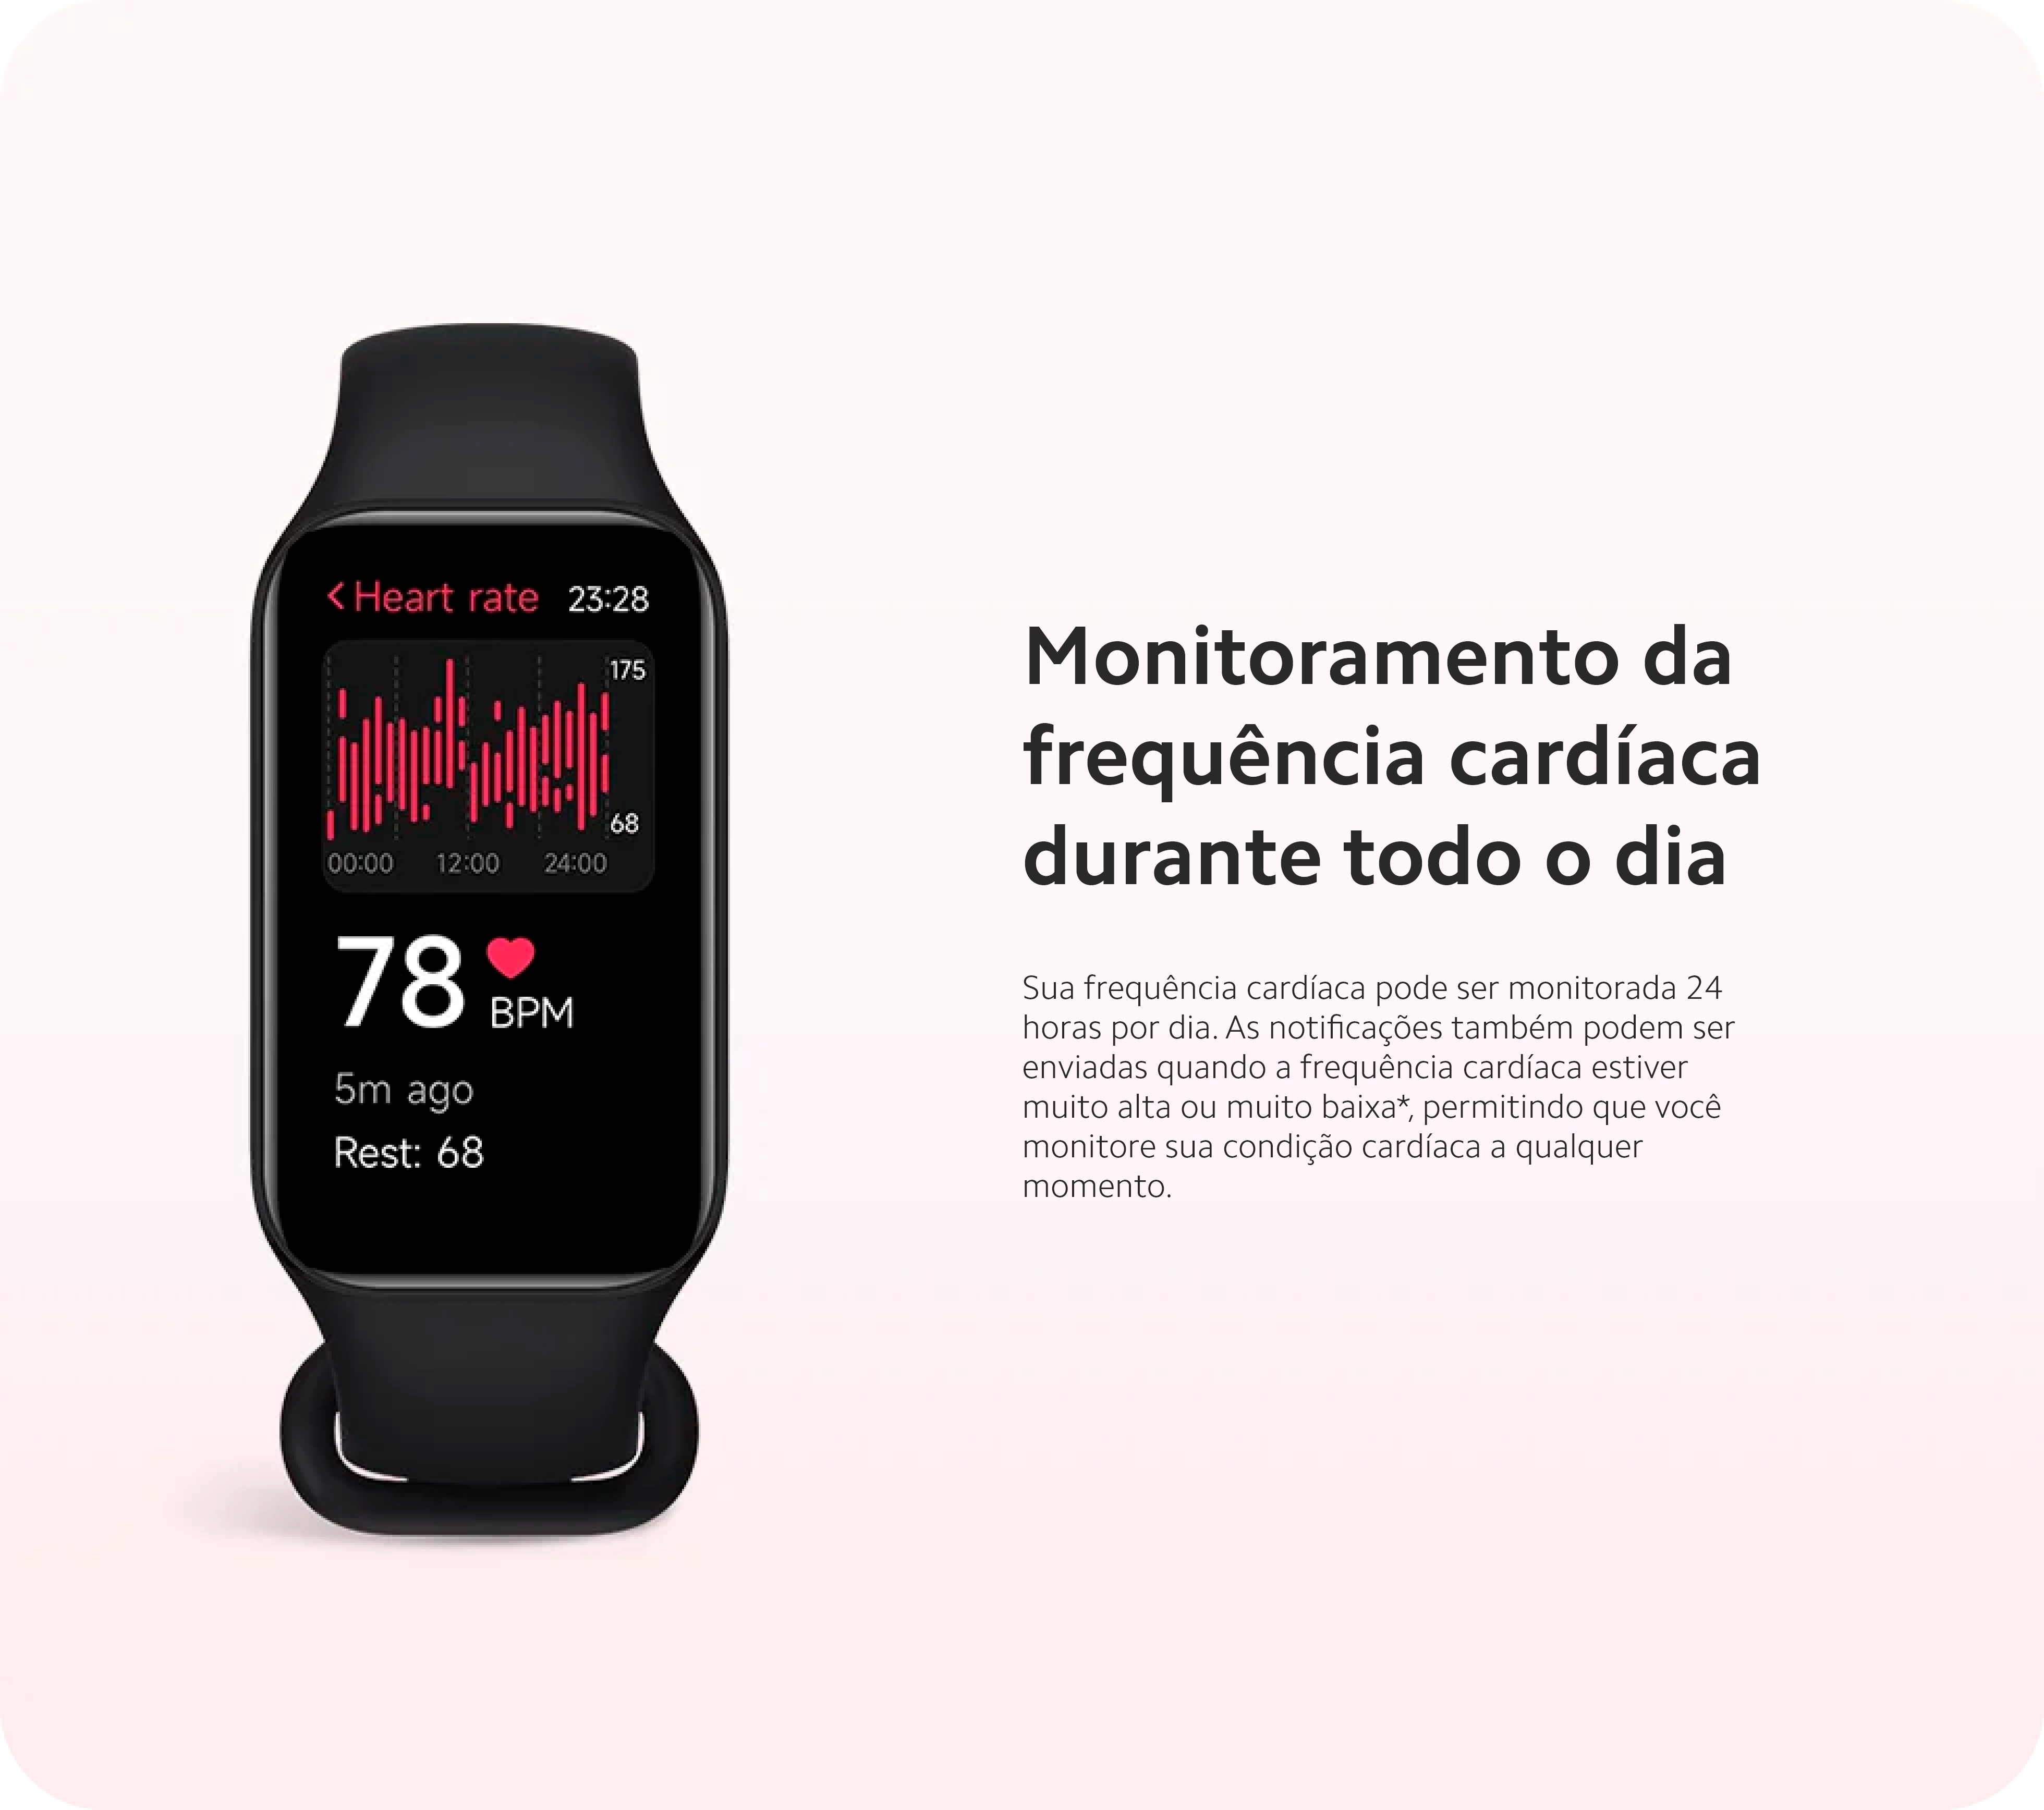 Heart rate 23:28
175
68
00:00 12:00 24:00
78
BPM
5m ago
Rest: 68
Monitoramento da
frequência cardíaca
durante todo o dia
Sua frequência cardíaca pode ser monitorada 24
horas por dia. As notificações também podem ser
enviadas quando a frequência cardíaca estiver
muito alta ou muito baixa*, permitindo que você
monitore sua condição cardíaca a qualquer
momento.